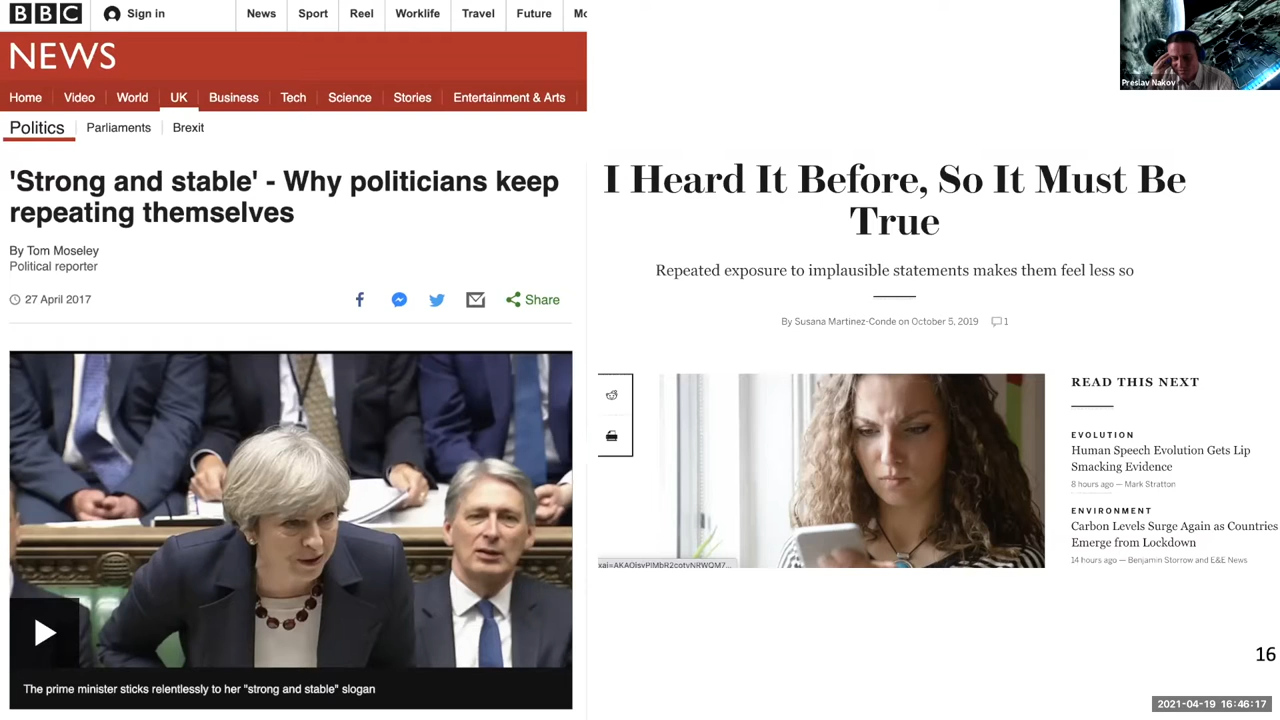 BBC
Sign in
News
Sport
Reel
Worklife
Travel
Future
Mo
NEWS
Home
Video
World
UK
Business
Tech
Science
Stories
Entertainment & Arts
Politics
Parliaments
Brexit
'Strong and stable' - Why politicians keep
repeating themselves
By Tom Moseley
Political reporter
27 April 2017
Share
The prime minister sticks relentlessly to her "strong and stable" slogan
Preslav Nakov
I Heard It Before, So It Must Be
True
Repeated exposure to implausible statements makes them feel less so
By Susana Martinez-Conde on October 5, 2019
1
READ THIS NEXT
EVOLUTION
Human Speech Evolution Gets Lip
Smacking Evidence
8 hours ago — Mark Stratton
ENVIRONMENT
Carbon Levels Surge Again as Countries
Emerge from Lockdown
14 hours ago — Benjamin Storrow and E&E News
16
2021-04-19 16:46:17